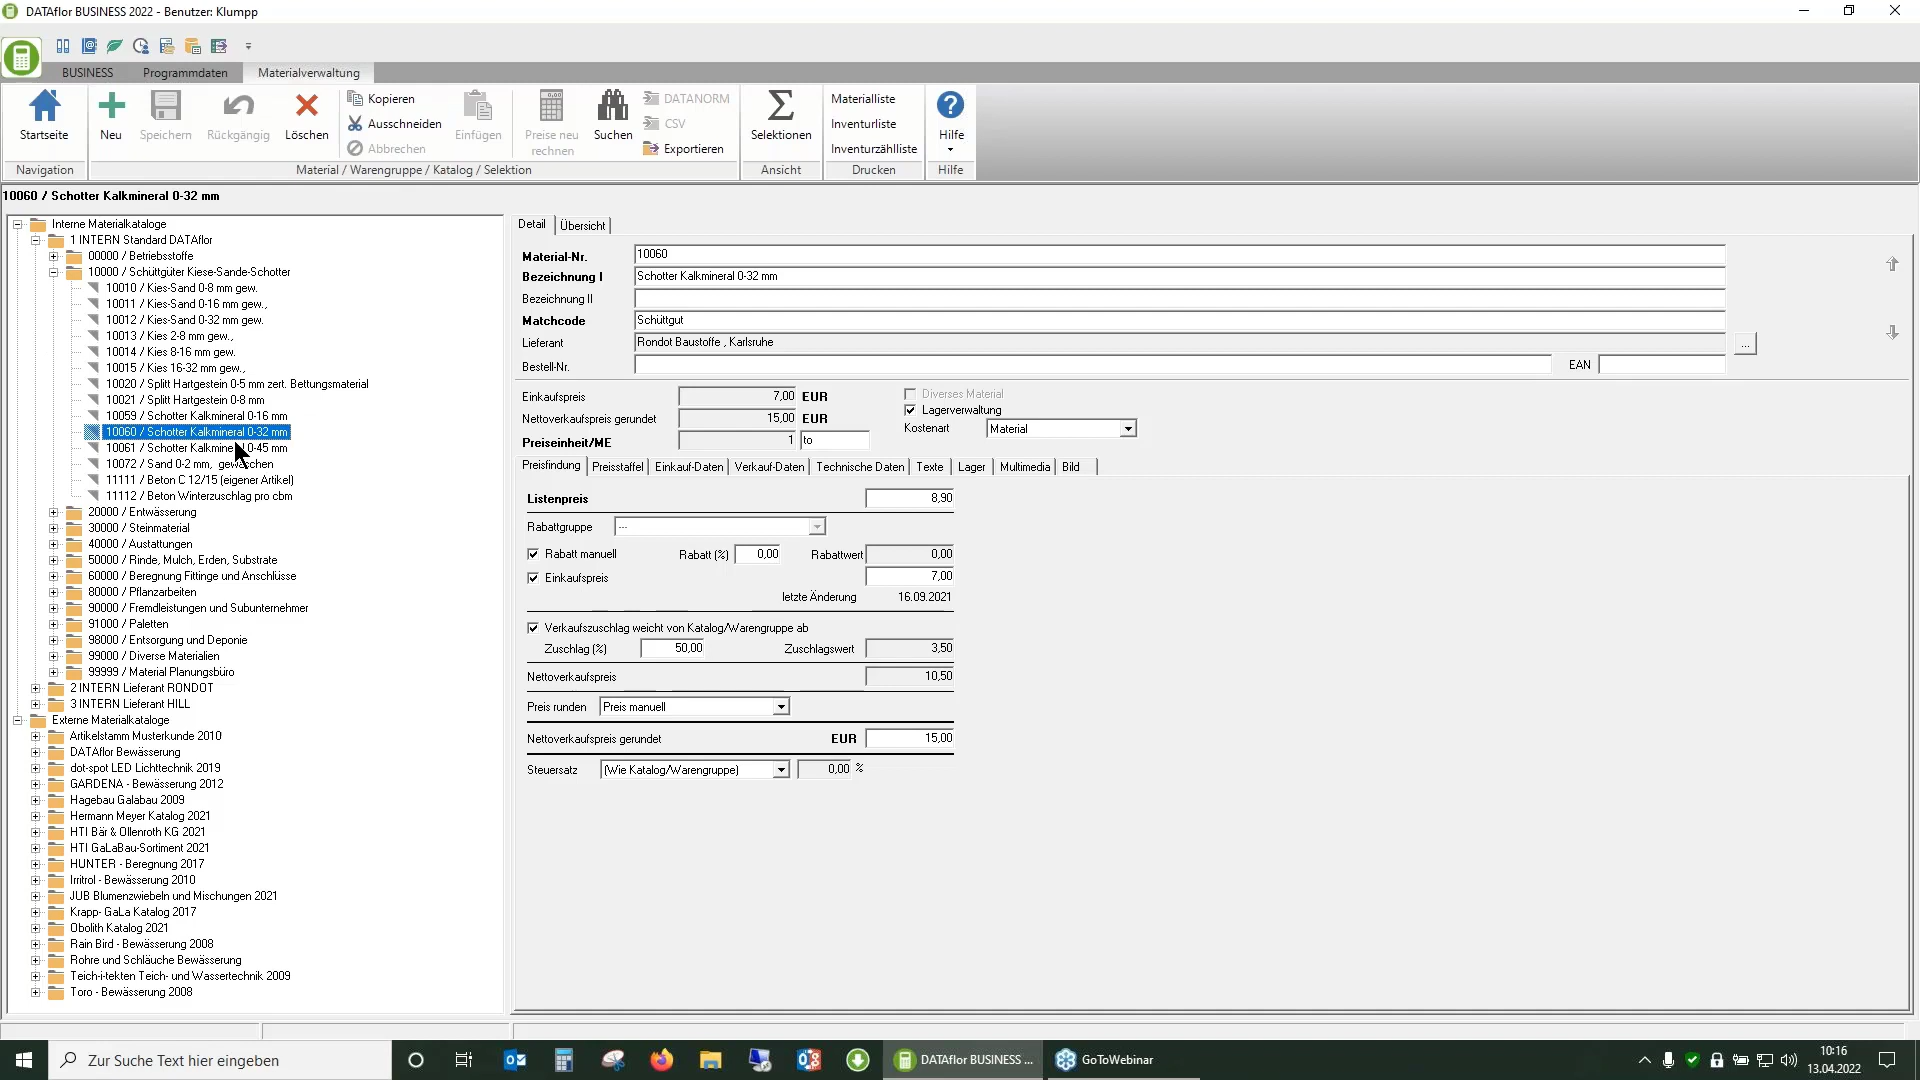 DATAflor BUSINESS 2022 - Benutzer: Klumpp
BUSINESS Programmdaten Materialverwaltung
Startseite
Neu
Speichern
Rückgängig
Löschen
Kopieren
Ausschneiden
Abbrechen
Einfügen
Preise neu
rechnen
Suchen
DATANORM
CSV
Exportieren
Selektionen
Materialliste
Inventurliste
Inventurzählliste
Hilfe
Navigation
Material / Warengruppe / Katalog / Selektion
Ansicht
Drucken
Hilfe
10060 / Schotter Kalkmineral 0-32 mm
Interne Materialkataloge
1 INTERN Standard DATAflor
00000 / Betriebsstoffe
10000 / Schüttgüter Kiese-Sande-Schotter
10010 / Kies-Sand 0-8 mm gew.
10011 / Kies-Sand 0-16 mm gew.,
10012 / Kies-Sand 0-32 mm gew.
10013 / Kies 2-8 mm gew.,
10014 / Kies 8-16 mm gew.
10015 / Kies 16-32 mm gew.,
10020 / Splitt Hartgestein 0-5 mm zert. Bettungsmaterial
10021 / Splitt Hartgestein 0-8 mm
10059 / Schotter Kalkmineral 0-16 mm
10060 / Schotter Kalkmineral 0-32 mm
10061 / Schotter Kalkmineral 0-45 mm
10072 / Sand 0-2 mm, gewaschen
11111 / Beton C 12/15 (eigener Artikel)
11112 / Beton Winterzuschlag pro cbm
20000 / Entwässerung
30000 / Steinmaterial
40000 / Austattungen
50000 / Rinde, Mulch, Erden, Substrate
60000 / Beregnung Fittinge und Anschlüsse
80000 / Pflanzarbeiten
90000 / Fremdleistungen und Subunternehmer
91000 / Paletten
98000 / Entsorgung und Deponie
99000 / Diverse Materialien
99999 / Material Planungsbüro
2 INTERN Lieferant RONDOT
3 INTERN Lieferant HILL
Externe Materialkataloge
Artikelstamm Musterkunde 2010
DATAflor Bewässerung
dot-spot LED Lichttechnik 2019
GARDENA - Bewässerung 2012
Hagebau Galabau 2009
Hermann Meyer Katalog 2021
HTI Bär & Ollenroth KG 2021
HTI GaLaBau-Sortiment 2021
HUNTER - Beregnung 2017
Irritrol - Bewässerung 2010
JUB Blumenzwiebeln und Mischungen 2021
Krapp- GaLa Katalog 2017
Obolith Katalog 2021
Rain Bird - Bewässerung 2008
Rohre und Schläuche Bewässerung
Teich-i-tekten Teich- und Wassertechnik 2009
Toro - Bewässerung 2008
Detail Übersicht
Material-Nr. 10060
Bezeichnung I Schotter Kalkmineral 0-32 mm
Bezeichnung II
Matchcode Schüttgut
Lieferant Rondot Baustoffe , Karlsruhe ...
Bestell-Nr. EAN
Einkaufspreis 7,00 EUR Diverses Material
Nettoverkaufspreis gerundet 15,00 EUR Lagerverwaltung
Kostenart Material
Preiseinheit/ME 1 to
Preisfindung Preisstaffel Einkauf-Daten Verkauf-Daten Technische Daten Texte Lager Multimedia Bild
Listenpreis 8,90
Rabattgruppe ---
Rabatt manuell Rabatt (%) 0,00 Rabattwert 0,00
Einkaufspreis 7,00
letzte Änderung 16.09.2021
Verkaufszuschlag weicht von Katalog/Warengruppe ab
Zuschlag (%) 50,00 Zuschlagswert 3,50
Nettoverkaufspreis 10,50
Preis runden Preis manuell
Nettoverkaufspreis gerundet EUR 15,00
Steuersatz (Wie Katalog/Warengruppe) 0,00 %
Zur Suche Text hier eingeben
DATAflor BUSINESS ...
GoToWebinar
10:16
13.04.2022